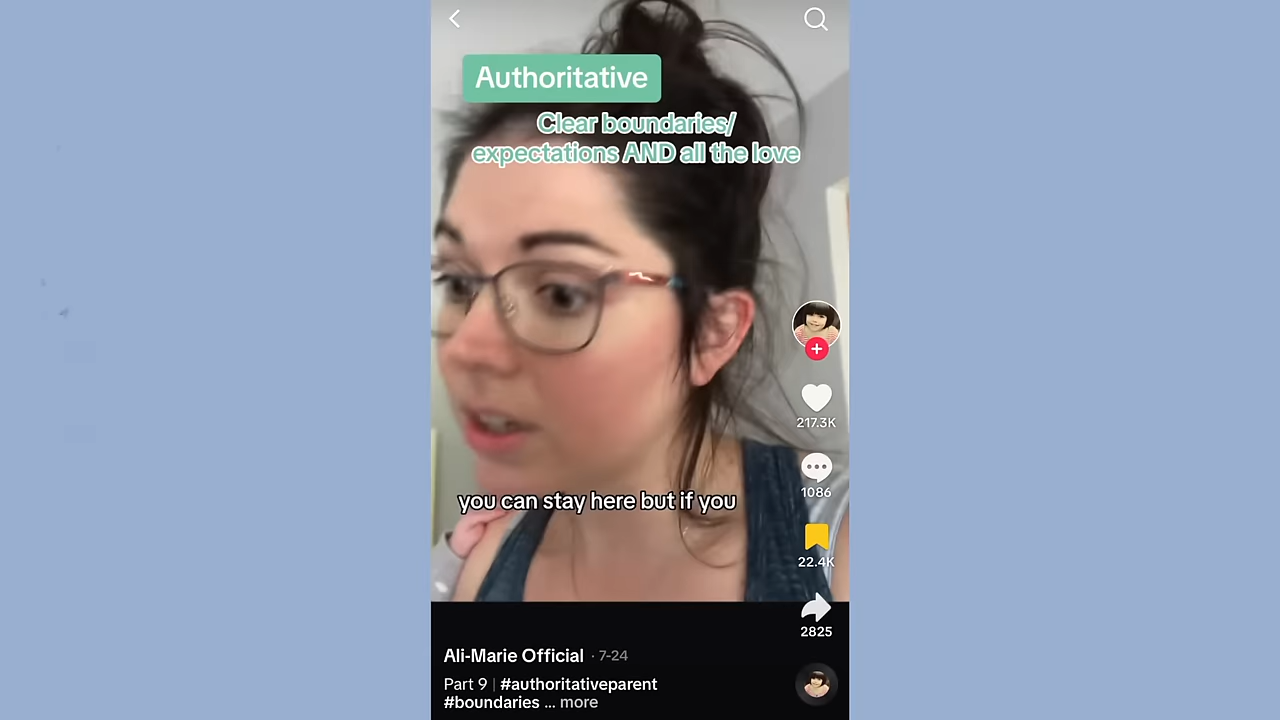 Authoritative
Clear boundaries/
expectations AND all the love
217.3K
you can stay here but if you
1086
22.4K
2825
Ali-Marie Official · 7-24
Part 9 | #authoritativeparent
#boundaries ... more